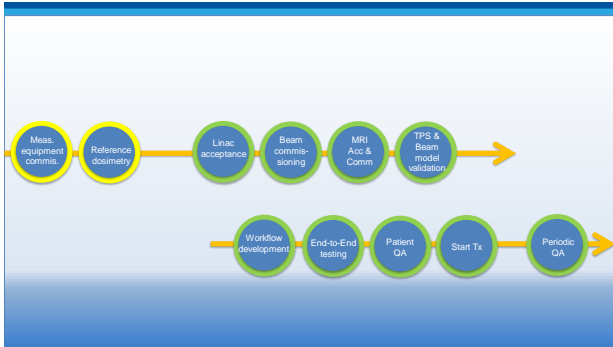 Meas.
equipment
commis.
Reference
dosimetry
Linac
acceptance
Beam
commis-
sioning
MRI
Acc &
Comm
TPS &
Beam
model
validation
Workflow
development
End-to-End
testing
Patient
QA
Start Tx
Periodic
QA